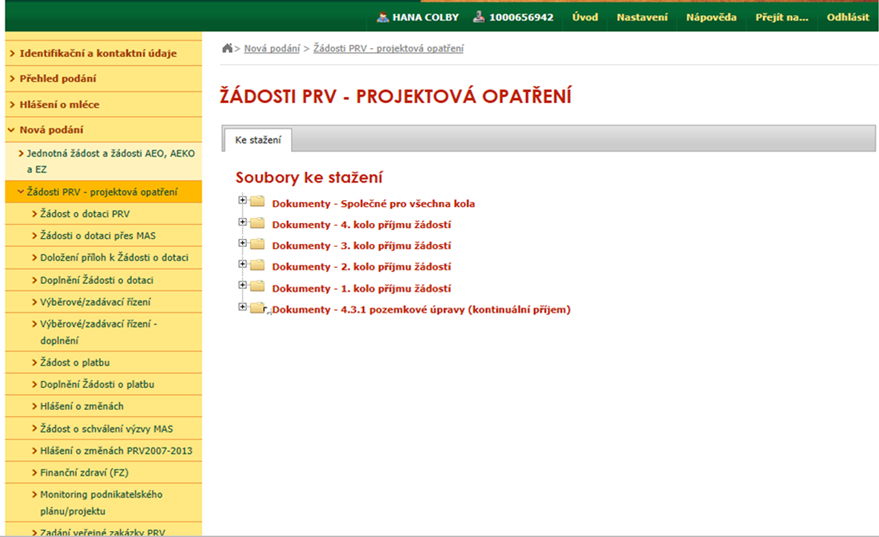 HANA COLBY 1000656942 Úvod Nastavení Nápověda Přejít na... Odhlásit
Identifikační a kontaktní údaje
Přehled podání
Hlášení o mléce
Nová podání
Jednotná žádost a žádosti AEO, AEKO
a EZ
Žádosti PRV - projektová opatření
Žádost o dotaci PRV
Žádosti o dotaci přes MAS
Doložení příloh k Žádosti o dotaci
Doplnění Žádosti o dotaci
Výběrové/zadávací řízení
Výběrové/zadávací řízení -
doplnění
Žádost o platbu
Doplnění Žádosti o platbu
Hlášení o změnách
Žádost o schválení výzvy MAS
Hlášení o změnách PRV2007-2013
Finanční zdraví (FZ)
Monitoring podnikatelského
plánu/projektu
Zadání veřejné zakázky PRV
> Nová podání > Žádosti PRV - projektová opatření
ŽÁDOSTI PRV - PROJEKTOVÁ OPATŘENÍ
Ke stažení
Soubory ke stažení
Dokumenty - Společné pro všechna kola
Dokumenty - 4. kolo příjmu žádostí
Dokumenty - 3. kolo příjmu žádostí
Dokumenty - 2. kolo příjmu žádostí
Dokumenty - 1. kolo příjmu žádostí
Dokumenty - 4.3.1 pozemkové úpravy (kontinuální příjem)